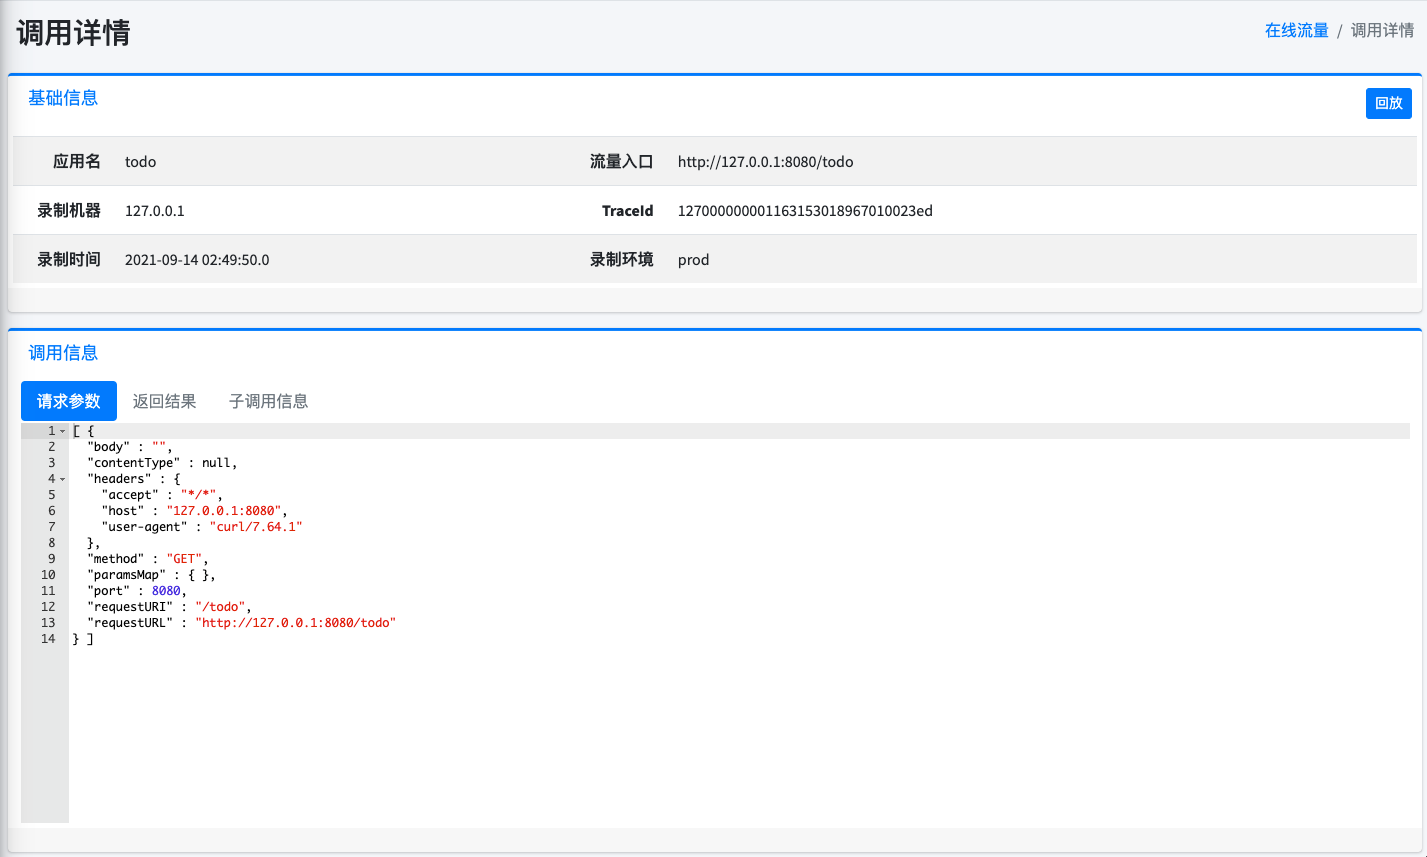 调用详情
在线流量 / 调用详情
基础信息
回放
应用名 todo 流量入口 http://127.0.0.1:8080/todo
录制机器 127.0.0.1 TraceId 127000000001163153018967010023ed
录制时间 2021-09-14 02:49:50.0 录制环境 prod
调用信息
请求参数 返回结果 子调用信息
1 [ {
2 "body" : "",
3 "contentType" : null,
4 "headers" : {
5 "accept" : "*/*",
6 "host" : "127.0.0.1:8080",
7 "user-agent" : "curl/7.64.1"
8 },
9 "method" : "GET",
10 "paramsMap" : { },
11 "port" : 8080,
12 "requestURI" : "/todo",
13 "requestURL" : "http://127.0.0.1:8080/todo"
14 } ]